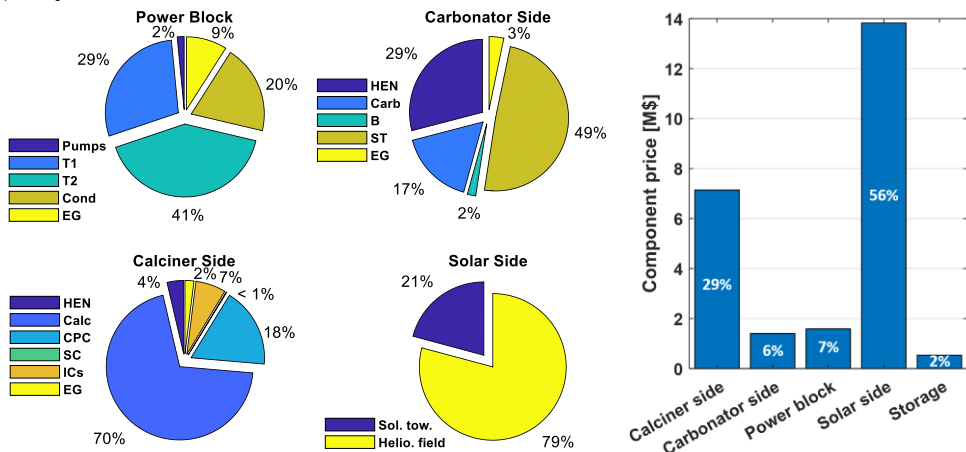 Power Block
2%
9%
29%
20%
41%
Pumps
T1
T2
Cond
EG
Carbonator Side
3%
29%
49%
17%
2%
HEN
Carb
B
ST
EG
Calciner Side
4%
2%
7%
< 1%
18%
70%
HEN
Calc
CPC
SC
ICs
EG
Solar Side
21%
79%
Sol. tow.
Helio. field
Component price [M$]
14
12
10
8
6
4
2
0
29%
6%
7%
56%
2%
Calciner side
Carbonator side
Power block
Solar side
Storage